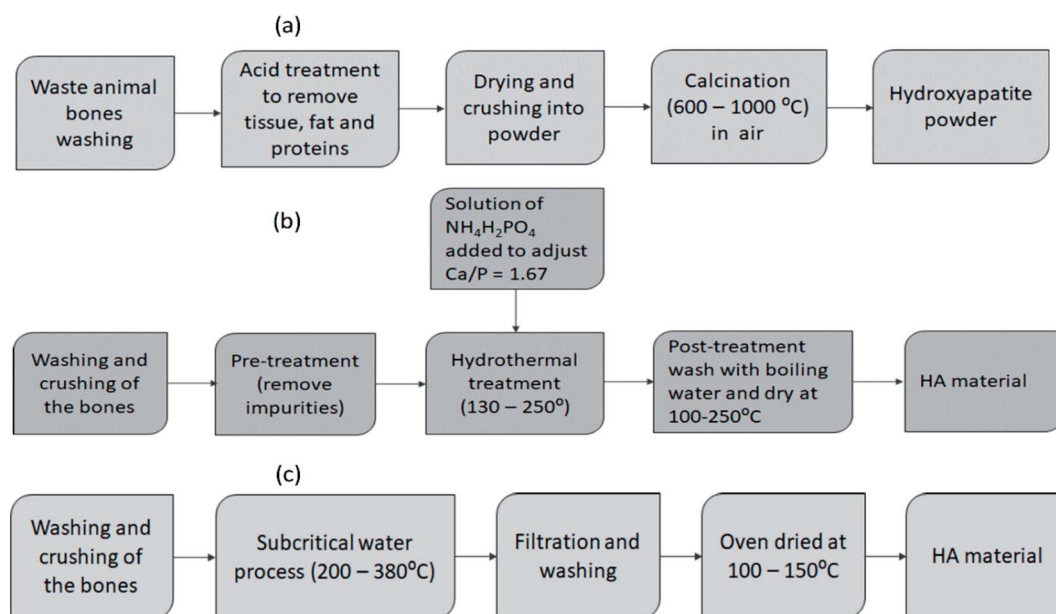 (a)
Waste animal
bones
washing
Acid treatment
to remove
tissue, fat and
proteins
Drying and
crushing into
powder
Calcination
(600 – 1000 °C)
in air
Hydroxyapatite
powder
(b)
Solution of
NH₄H₂PO₄
added to adjust
Ca/P = 1.67
Washing and
crushing of
the bones
Pre-treatment
(remove
impurities)
Hydrothermal
treatment
(130 – 250°)
Post-treatment
wash with boiling
water and dry at
100-250°C
HA material
(c)
Washing and
crushing of
the bones
Subcritical water
process (200 – 380°C)
Filtration and
washing
Oven dried at
100 – 150°C
HA material